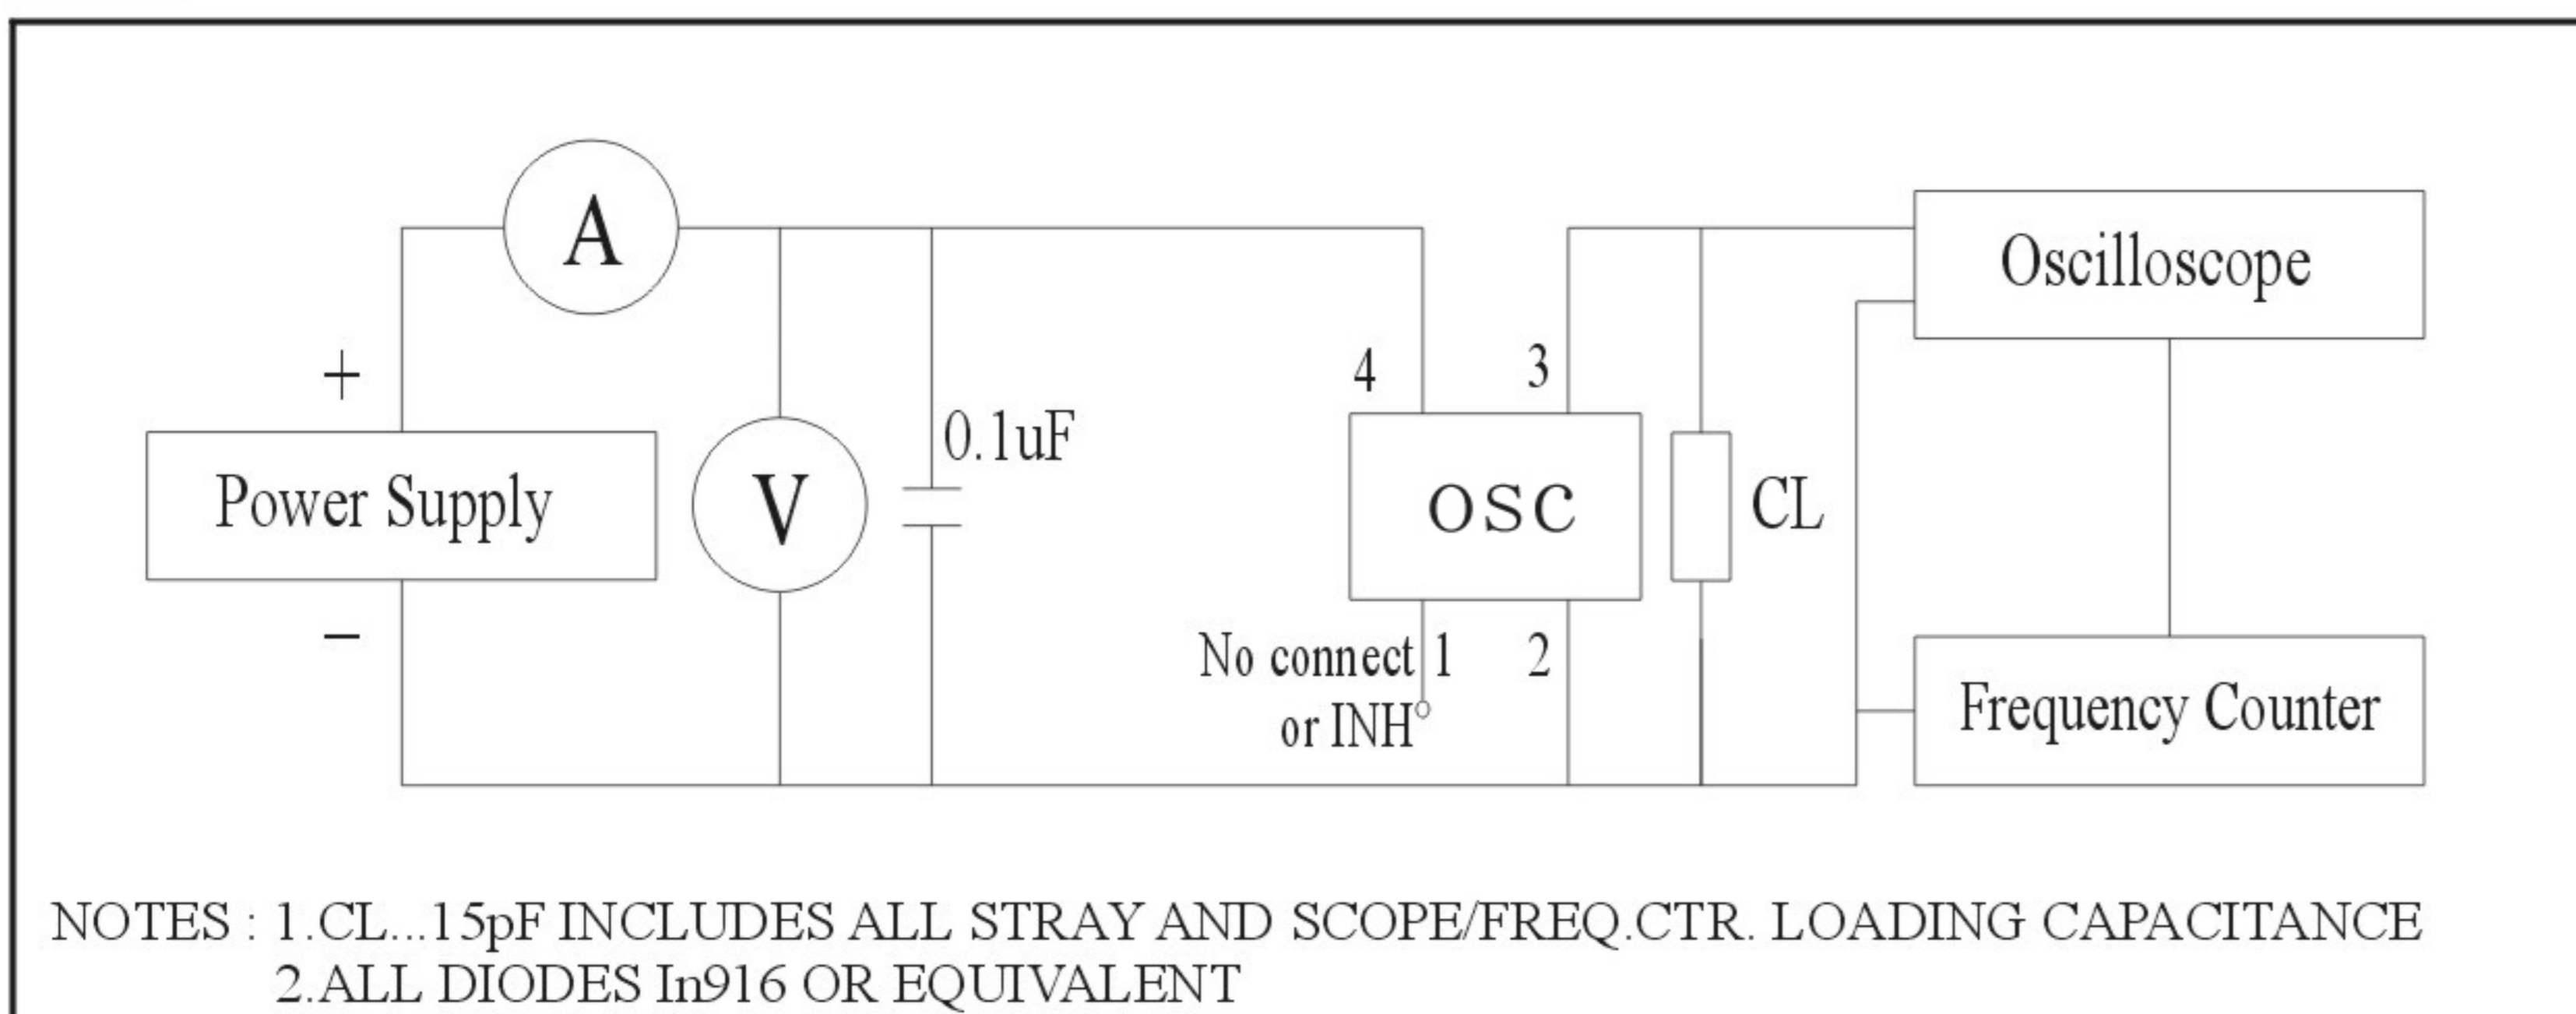 A
Oscilloscope
+
4
3
0.1uF
Power Supply
V
OSC
CL
−
No connect 1
2
or INH
Frequency Counter
NOTES : 1.CL...15pF INCLUDES ALL STRAY AND SCOPE/FREQ.CTR. LOADING CAPACITANCE
2.ALL DIODES In916 OR EQUIVALENT